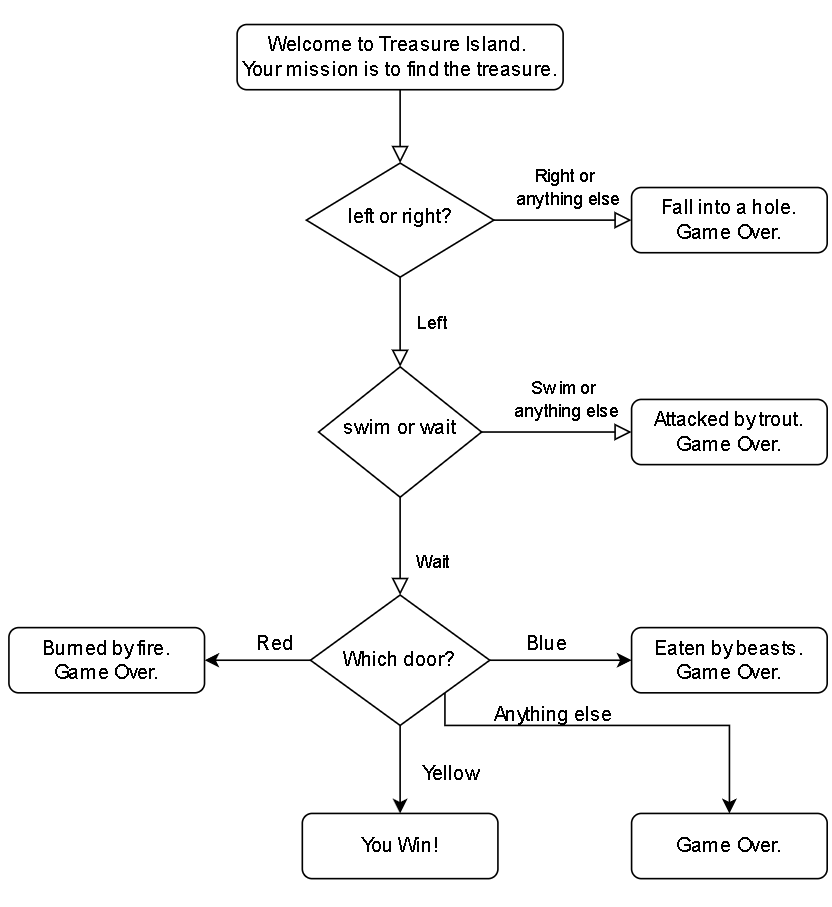 Welcome to Treasure Island.
Your mission is to find the treasure.
left or right?
Right or
anything else
Fall into a hole.
Game Over.
Left
swim or wait
Swim or
anything else
Attacked by trout.
Game Over.
Wait
Which door?
Red
Burned by fire.
Game Over.
Blue
Eaten by beasts.
Game Over.
Anything else
Yellow
You Win!
Game Over.